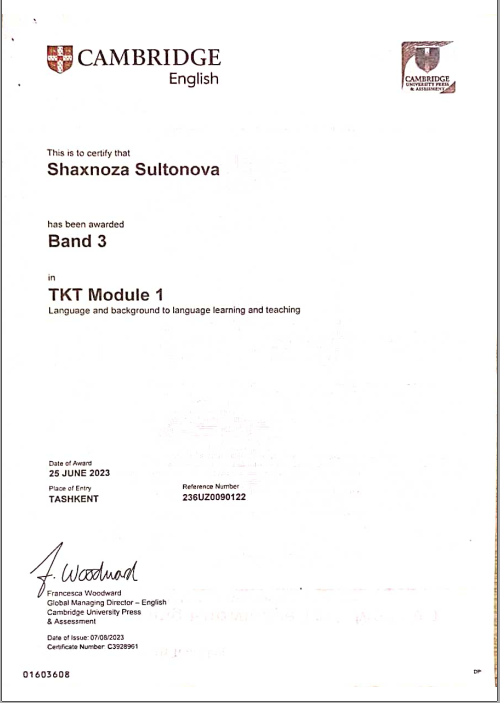 CAMBRIDGE
English
CAMBRIDGE
UNIVERSITY PRESS
& ASSESSMENT
This is to certify that
Shaxnoza Sultonova
has been awarded
Band 3
in
TKT Module 1
Language and background to language learning and teaching
Date of Award
25 JUNE 2023
Place of Entry
TASHKENT
Reference Number
236UZ0090122
F. Woodward
Francesca Woodward
Global Managing Director – English
Cambridge University Press
& Assessment
Date of Issue: 07/08/2023
Certificate Number C3928961
01603608
DP